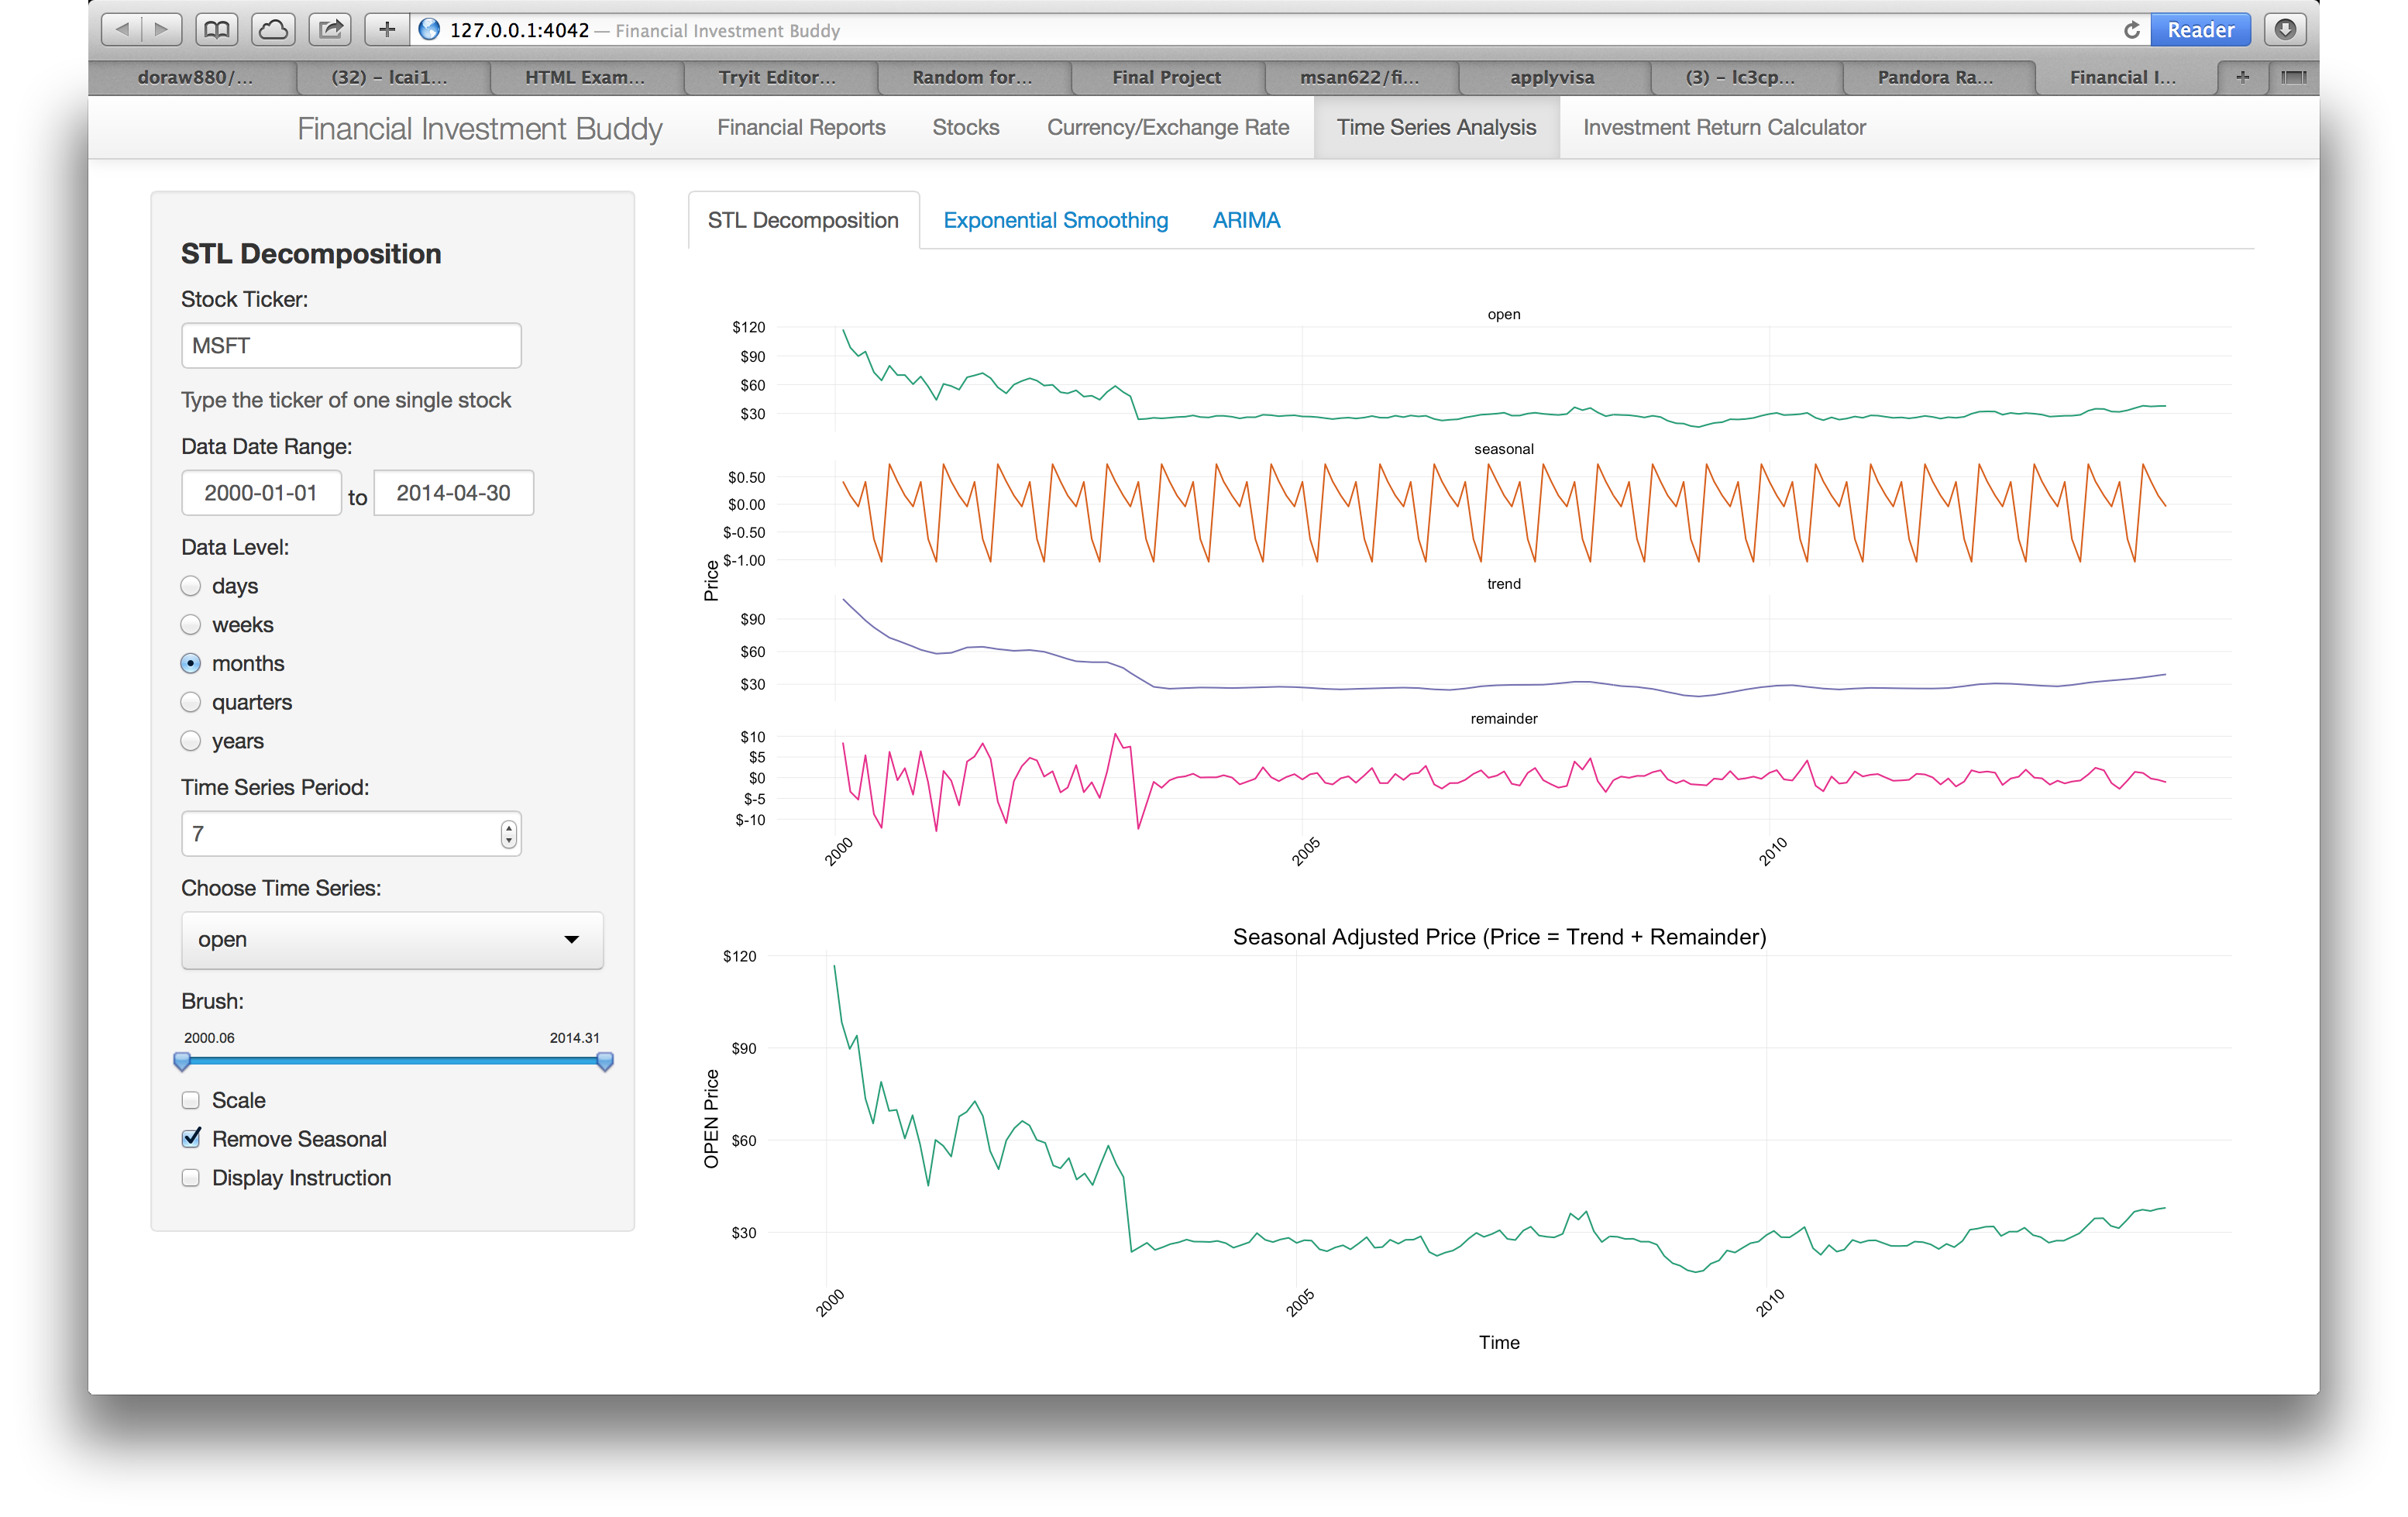 127.0.0.1:4042 — Financial Investment Buddy
Reader
doraw880/...
(32) – lcai1...
HTML Exam...
Tryit Editor...
Random for...
Final Project
msan622/fi...
applyvisa
(3) – lc3cp...
Pandora Ra...
Financial I...
Financial Investment Buddy
Financial Reports
Stocks
Currency/Exchange Rate
Time Series Analysis
Investment Return Calculator
STL Decomposition
Stock Ticker:
MSFT
Type the ticker of one single stock
Data Date Range:
2000-01-01 to 2014-04-30
Data Level:
days
weeks
months
quarters
years
Time Series Period:
7
Choose Time Series:
open
Brush:
2000.06
2014.31
Scale
Remove Seasonal
Display Instruction
STL Decomposition
Exponential Smoothing
ARIMA
open
$120
$90
$60
$30
seasonal
$0.50
$0.00
$-0.50
$-1.00
Price
trend
$90
$60
$30
remainder
$10
$5
$0
$-5
$-10
2000
2005
2010
Seasonal Adjusted Price (Price = Trend + Remainder)
$120
$90
$60
$30
OPEN Price
2000
2005
2010
Time